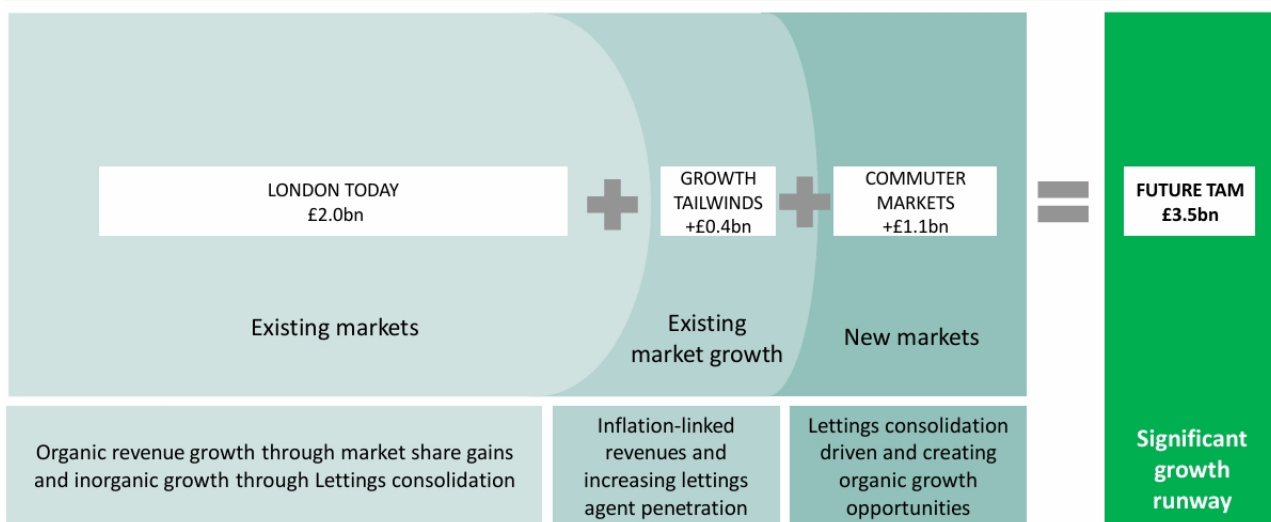 LONDON TODAY
£2.0bn
GROWTH
TAILWINDS
+£0.4bn
COMMUTER
MARKETS
+£1.1bn
FUTURE TAM
£3.5bn
Existing markets
Existing
market growth
New markets
Organic revenue growth through market share gains
and inorganic growth through Lettings consolidation
Inflation-linked
revenues and
increasing lettings
agent penetration
Lettings consolidation
driven and creating
organic growth
opportunities
Significant
growth
runway